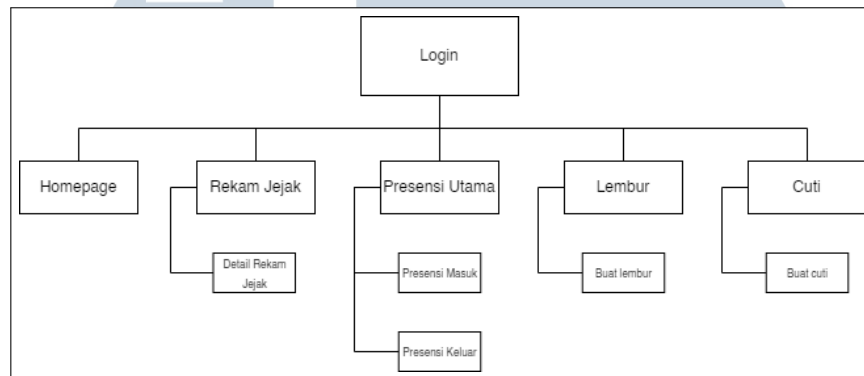 Login
Homepage
Rekam Jejak
Presensi Utama
Lembur
Cuti
Detail Rekam
Jejak
Presensi Masuk
Buat lembur
Buat cuti
Presensi Keluar